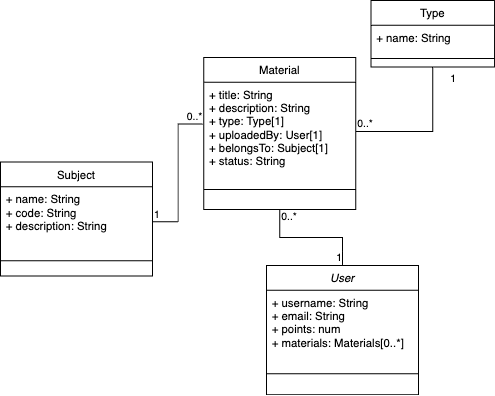 Type
+ name: String
1
Material
+ title: String
+ description: String
+ type: Type[1]
+ uploadedBy: User[1]
+ belongsTo: Subject[1]
+ status: String
0..*
0..*
0..*
Subject
+ name: String
+ code: String
+ description: String
1
1
User
+ username: String
+ email: String
+ points: num
+ materials: Materials[0..*]